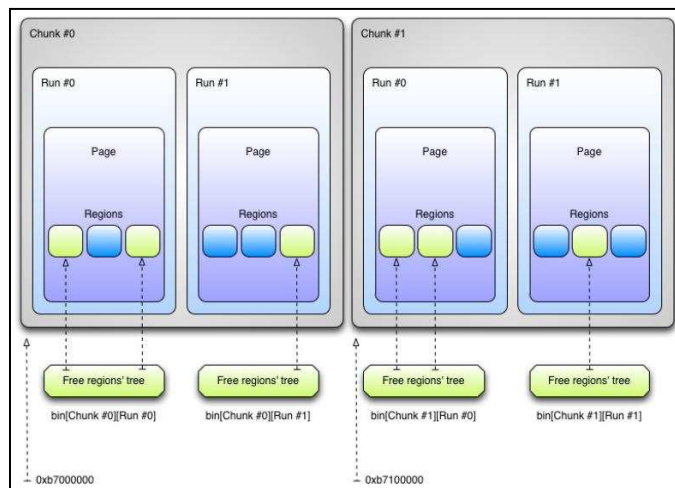 Chunk #0
Chunk #1
Run #0
Run #1
Run #0
Run #1
Page
Page
Page
Page
Regions
Regions
Regions
Regions
Free regions' tree
Free regions' tree
Free regions' tree
Free regions' tree
bin[Chunk #0][Run #0]
bin[Chunk #0][Run #1]
bin[Chunk #1][Run #0]
bin[Chunk #1][Run #1]
0xb7000000
0xb7100000